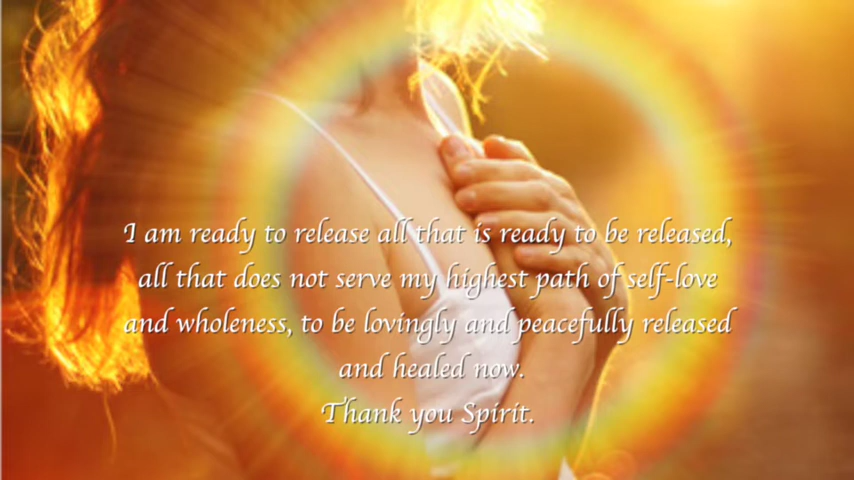 I am ready to release all that is ready to be released,
all that does not serve my highest path of self-love
and wholeness, to be lovingly and peacefully released
and healed now.
Thank you Spirit.